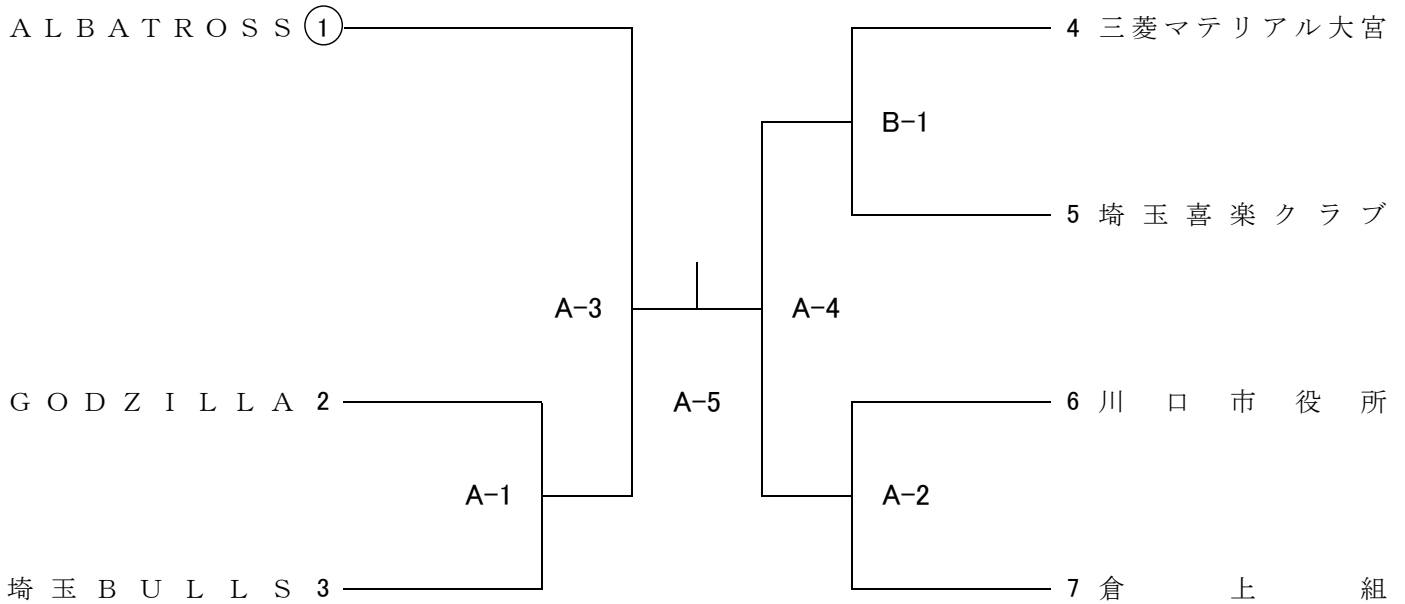 ALBATROSS ①
4 三菱マテリアル大宮
B-1
5 埼玉喜楽クラブ
A-3
A-4
GODZILLA 2
A-5
6 川口市役所
A-1
A-2
埼玉BULLS 3
7 倉上組